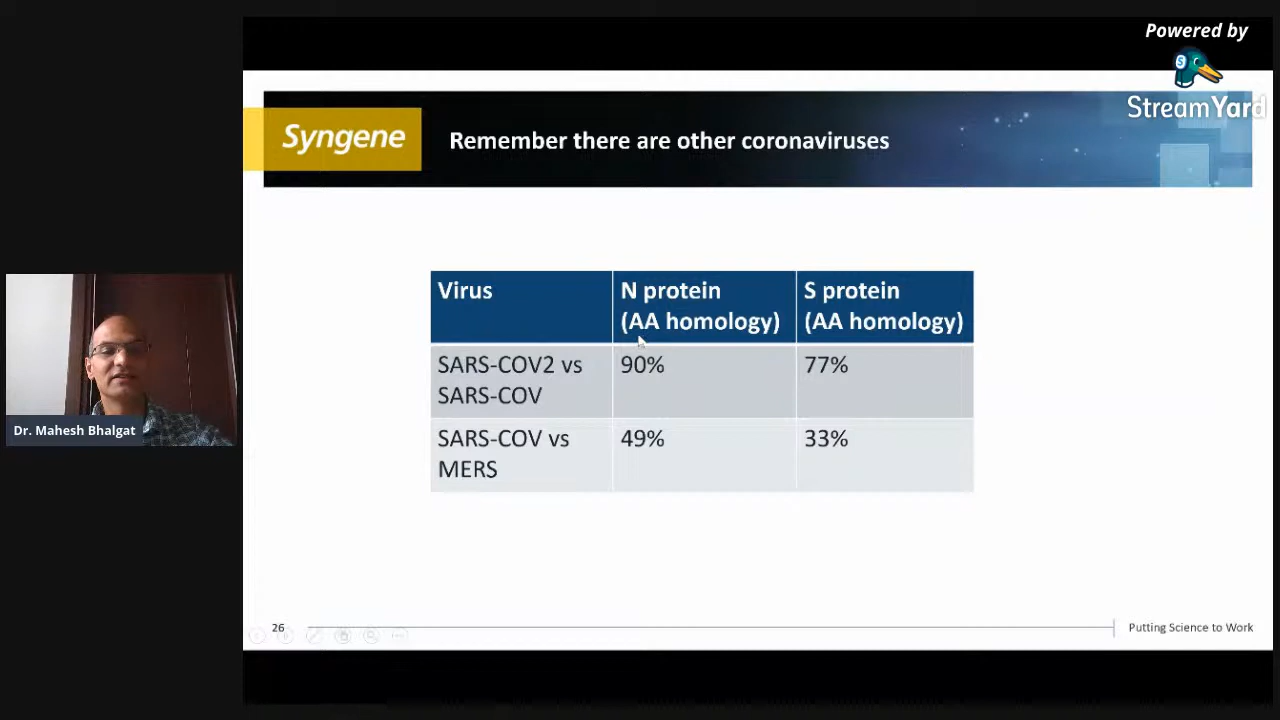 Powered by
StreamYard
Syngene
Remember there are other coronaviruses
Virus
N protein
(AA homology)
S protein
(AA homology)
SARS-COV2 vs
SARS-COV
90%
77%
SARS-COV vs
MERS
49%
33%
Dr. Mahesh Bhalgat
26
Putting Science to Work